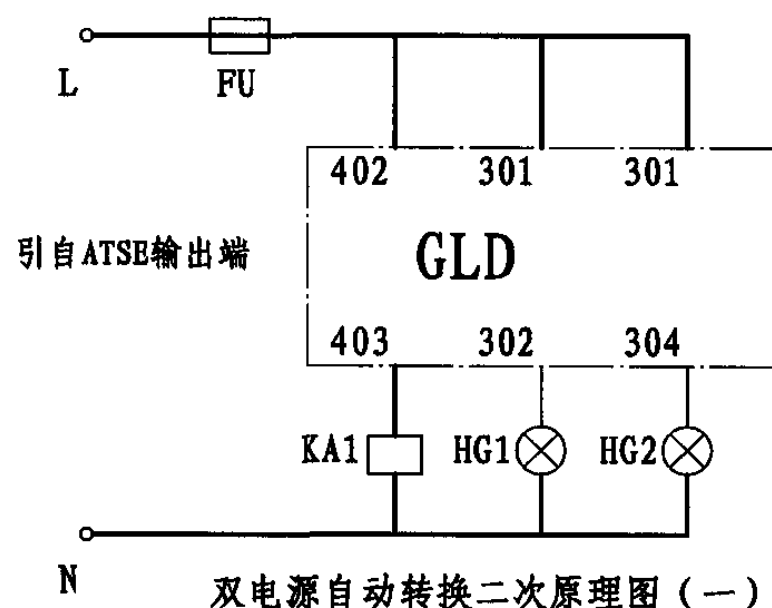 L
FU
402 301 301
引自ATSE输出端
GLD
403 302 304
KA1 HG1 HG2
N
双电源自动转换二次原理图（一）